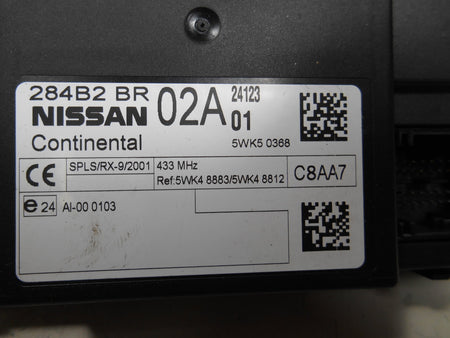 284B2 BR 02A 24123
NISSAN 01
Continental 5WK5 0368
CE SPLS/RX-9/2001 433 MHz C8AA7
Ref:5WK4 8883/5WK4 8812
e 24 AI-00 0103